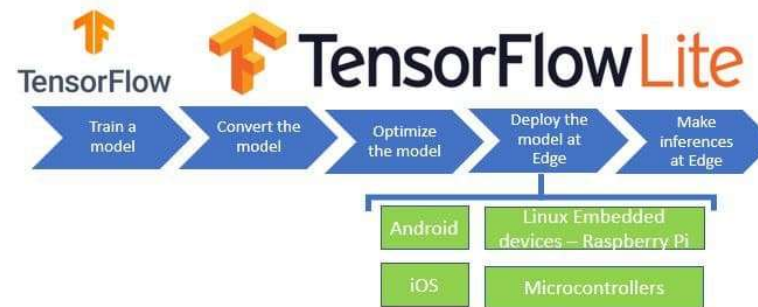 TensorFlow
TensorFlow Lite
Train a
model
Convert the
model
Optimize
the model
Deploy the
model at
Edge
Make
inferences
at Edge
Android
Linux Embedded
devices – Raspberry Pi
iOS
Microcontrollers